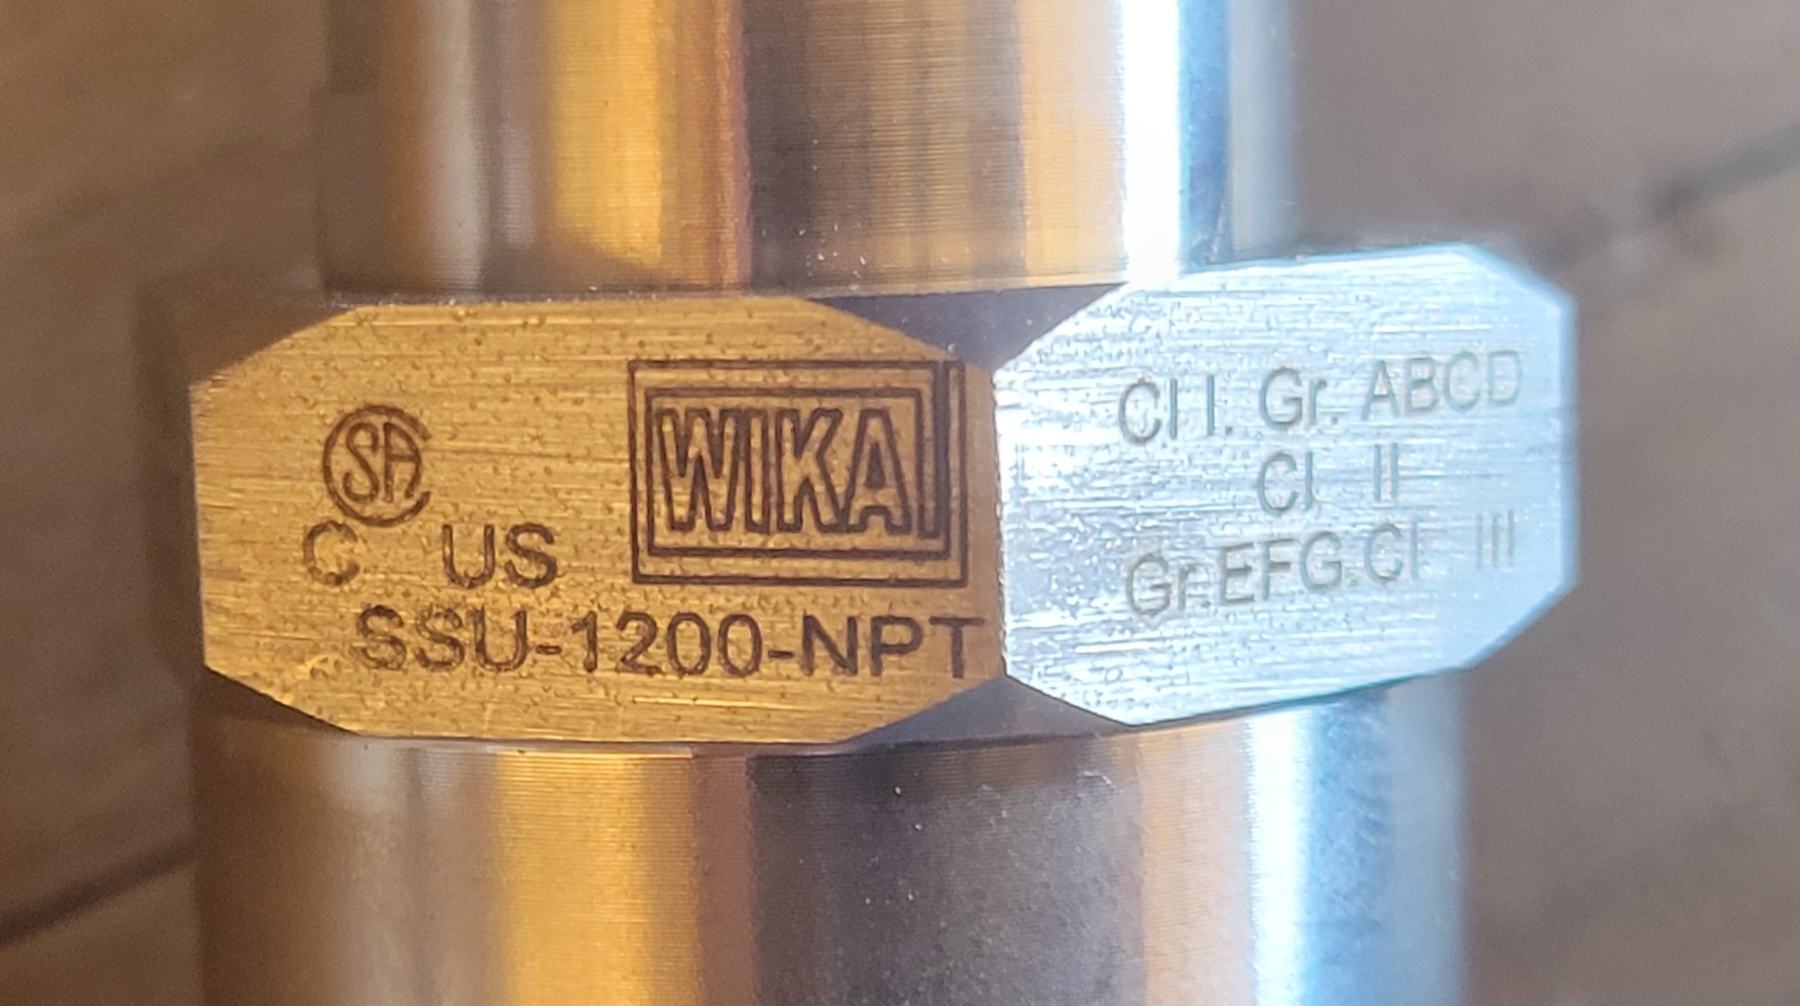 SA
WIKA
C US
SSU-1200-NPT
Cl I. Gr. ABCD
Cl II
Gr.EFG.Cl III